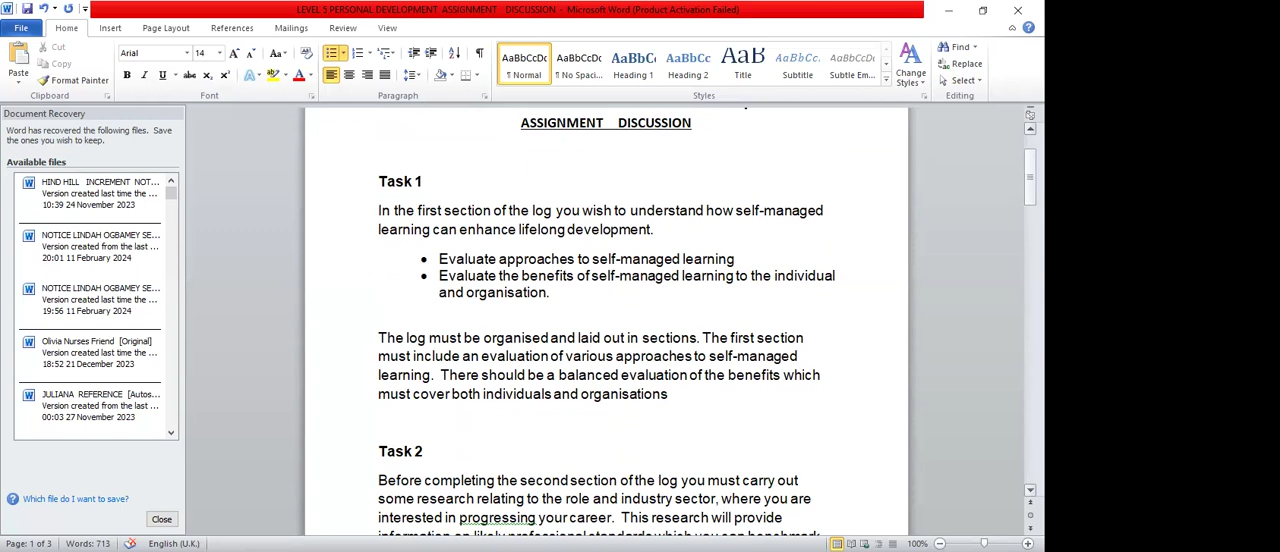 LEVEL 5 PERSONAL DEVELOPMENT ASSIGNMENT DISCUSSION - Microsoft Word (Product Activation Failed)
File Home Insert Page Layout References Mailings Review View
Cut
Copy
Format Painter
Paste
Clipboard
Arial 14
Font
Paragraph
AaBbCcDc AaBbCcDc AaBbCc AaBbCc AaB AaBbCc. AaBbCcDc
¶ Normal ¶ No Spaci... Heading 1 Heading 2 Title Subtitle Subtle Em...
Change Styles
Styles
Find
Replace
Select
Editing
Document Recovery
Word has recovered the following files. Save
the ones you wish to keep.
Available files
HIND HILL INCREMENT NOT...
Version created last time the ...
10:39 24 November 2023
NOTICE LINDAH OGBAMEY SE...
Version created from the last ...
20:01 11 February 2024
NOTICE LINDAH OGBAMEY SE...
Version created last time the ...
19:56 11 February 2024
Olivia Nurses Friend [Original]
Version created last time the ...
18:52 21 December 2023
JULIANA REFERENCE [Autos...
Version created last time the ...
00:03 27 November 2023
Which file do I want to save?
Close
ASSIGNMENT DISCUSSION
Task 1
In the first section of the log you wish to understand how self-managed
learning can enhance lifelong development.
• Evaluate approaches to self-managed learning
• Evaluate the benefits of self-managed learning to the individual
and organisation.
The log must be organised and laid out in sections. The first section
must include an evaluation of various approaches to self-managed
learning. There should be a balanced evaluation of the benefits which
must cover both individuals and organisations
Task 2
Before completing the second section of the log you must carry out
some research relating to the role and industry sector, where you are
interested in progressing your career. This research will provide
information on likely professional standards which you can benchmark
Page: 1 of 3 Words: 713 English (U.K.) 100%